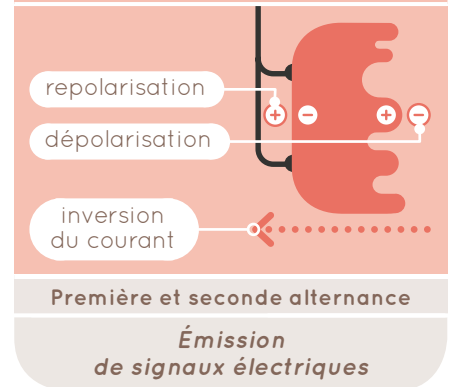 repolarisation
+ − + −
dépolarisation
inversion
du courant
Première et seconde alternance
Émission
de signaux électriques